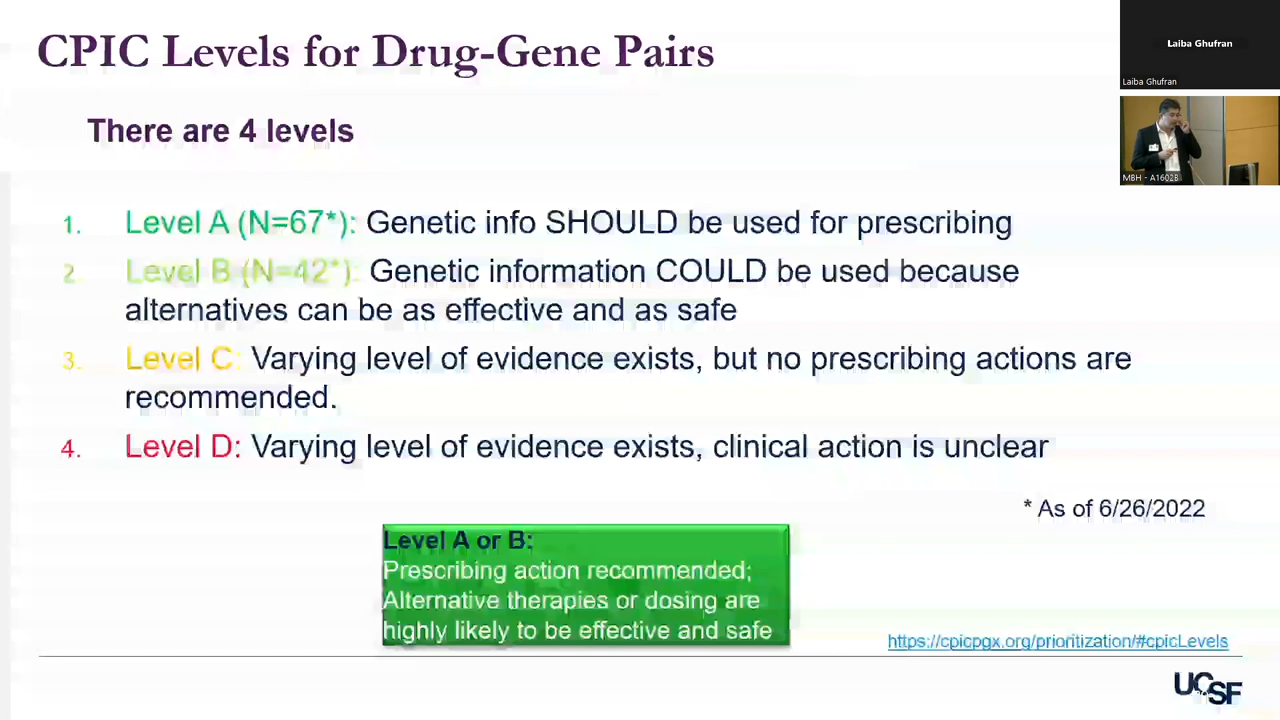 CPIC Levels for Drug-Gene Pairs
Laiba Ghufran
Laiba Ghufran
There are 4 levels
MBH - A1602B
1. Level A (N=67*): Genetic info SHOULD be used for prescribing
2. Level B (N=42*): Genetic information COULD be used because
alternatives can be as effective and as safe
3. Level C: Varying level of evidence exists, but no prescribing actions are
recommended.
4. Level D: Varying level of evidence exists, clinical action is unclear
* As of 6/26/2022
Level A or B:
Prescribing action recommended;
Alternative therapies or dosing are
highly likely to be effective and safe
https://cpicpgx.org/prioritization/#cpicLevels
UCSF